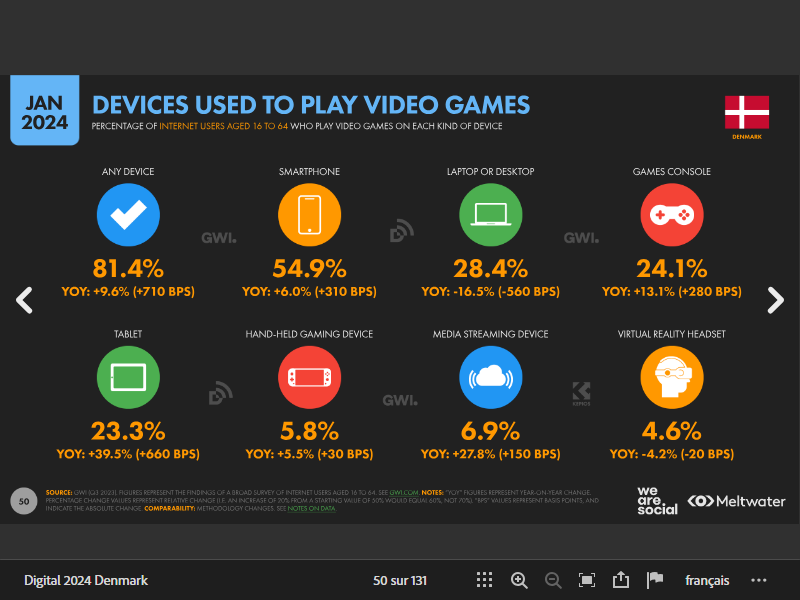 JAN
2024
DEVICES USED TO PLAY VIDEO GAMES
PERCENTAGE OF INTERNET USERS AGED 16 TO 64 WHO PLAY VIDEO GAMES ON EACH KIND OF DEVICE
DENMARK
ANY DEVICE
81.4%
YOY: +9.6% (+710 BPS)
SMARTPHONE
54.9%
YOY: +6.0% (+310 BPS)
LAPTOP OR DESKTOP
28.4%
YOY: -16.5% (-560 BPS)
GAMES CONSOLE
24.1%
YOY: +13.1% (+280 BPS)
GWI.
GWI.
TABLET
23.3%
YOY: +39.5% (+660 BPS)
HAND-HELD GAMING DEVICE
5.8%
YOY: +5.5% (+30 BPS)
MEDIA STREAMING DEVICE
6.9%
YOY: +27.8% (+150 BPS)
VIRTUAL REALITY HEADSET
4.6%
YOY: -4.2% (-20 BPS)
GWI.
KEPIOS
50
SOURCE: GWI (Q3 2023). FIGURES REPRESENT THE FINDINGS OF A BROAD SURVEY OF INTERNET USERS AGED 16 TO 64. SEE GWI.COM. NOTES: "YOY" FIGURES REPRESENT YEAR-ON-YEAR CHANGE.
PERCENTAGE CHANGE VALUES REPRESENT RELATIVE CHANGE (I.E. AN INCREASE OF 20% FROM A STARTING VALUE OF 50% WOULD EQUAL 60%, NOT 70%). "BPS" VALUES REPRESENT BASIS POINTS, AND
INDICATE THE ABSOLUTE CHANGE. COMPARABILITY: METHODOLOGY CHANGES. SEE NOTES ON DATA.
we
are.
social
Meltwater
Digital 2024 Denmark
50 sur 131
français